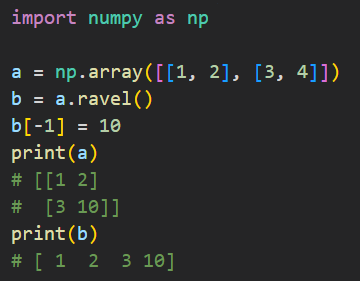 import numpy as np

a = np.array([[1, 2], [3, 4]])
b = a.ravel()
b[-1] = 10
print(a)
# [[1 2]
#  [3 10]]
print(b)
# [ 1  2  3 10]